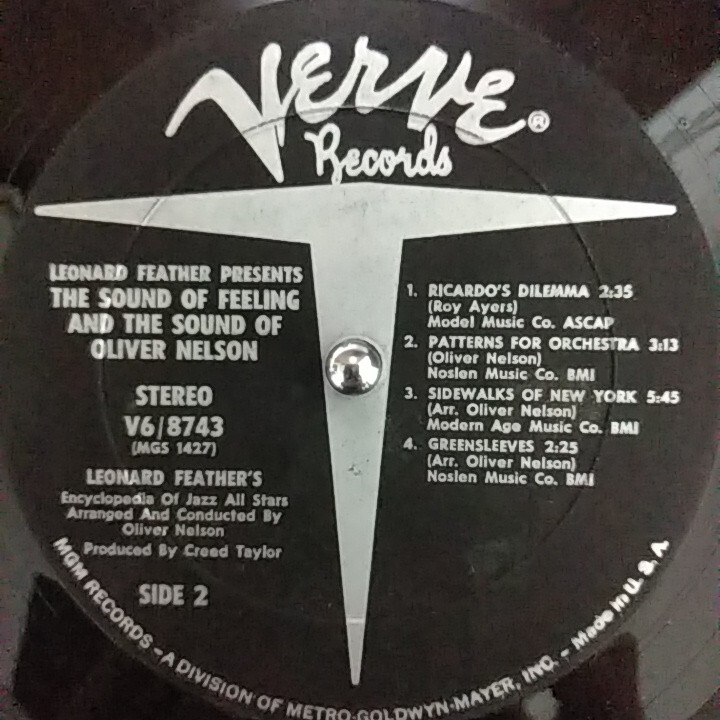 Verve®
Records
LEONARD FEATHER PRESENTS
THE SOUND OF FEELING
AND THE SOUND OF
OLIVER NELSON
STEREO
V6/8743
(MGS 1427)
LEONARD FEATHER'S
Encyclopedia Of Jazz All Stars
Arranged And Conducted By
Oliver Nelson
Produced By Creed Taylor
SIDE 2
1. RICARDO'S DILEMMA 2:35
(Roy Ayers)
Model Music Co. ASCAP
2. PATTERNS FOR ORCHESTRA 3:13
(Oliver Nelson)
Noslen Music Co. BMI
3. SIDEWALKS OF NEW YORK 5:45
(Arr. Oliver Nelson)
Modern Age Music Co. BMI
4. GREENSLEEVES 2:25
(Arr. Oliver Nelson)
Noslen Music Co. BMI
MGM RECORDS – A DIVISION OF METRO-GOLDWYN-MAYER, INC. – Made in U. S. A.